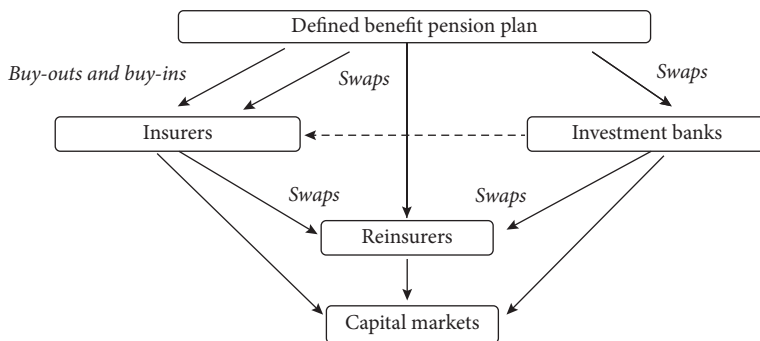 Defined benefit pension plan
Buy-outs and buy-ins
Swaps
Swaps
Insurers
Investment banks
Swaps
Swaps
Reinsurers
Capital markets